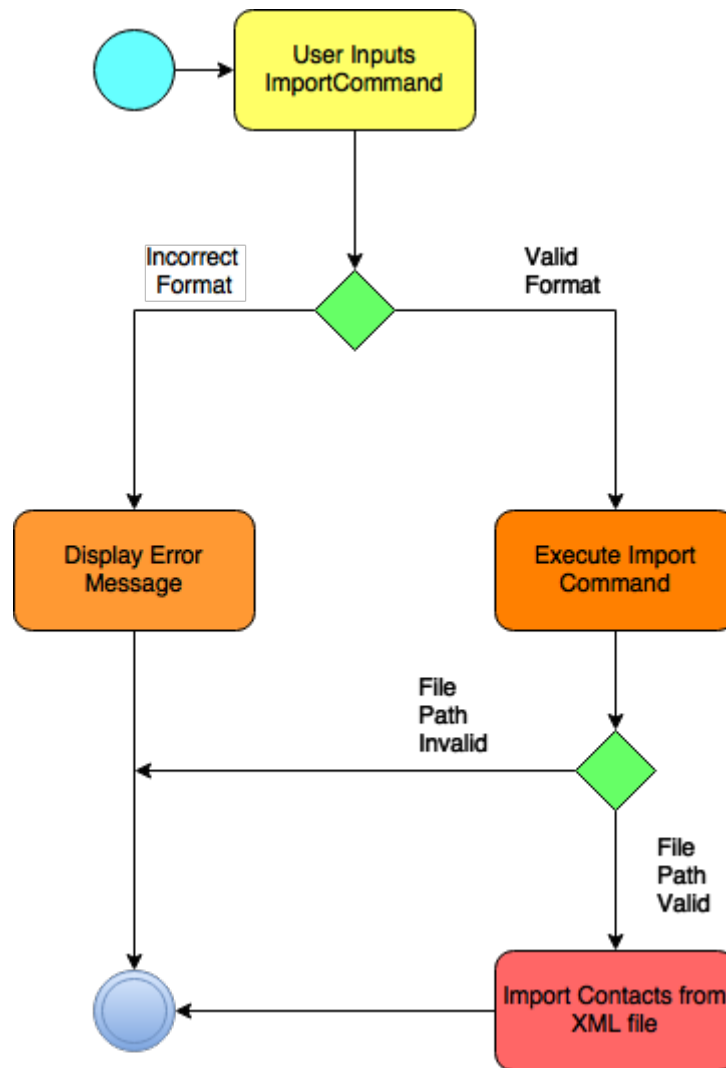 User Inputs
ImportCommand
Incorrect
Format
Valid
Format
Display Error
Message
Execute Import
Command
File
Path
Invalid
File
Path
Valid
Import Contacts from
XML file